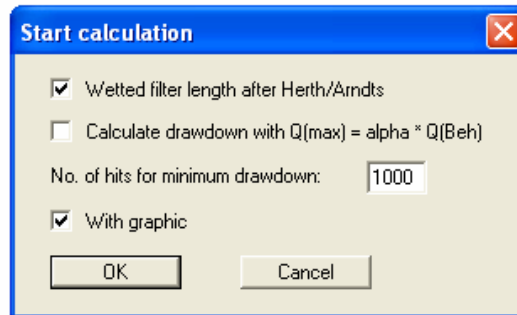 Start calculation
Wetted filter length after Herth/Arndts
Calculate drawdown with Q(max) = alpha * Q(Beh)
No. of hits for minimum drawdown: 1000
With graphic
OK Cancel